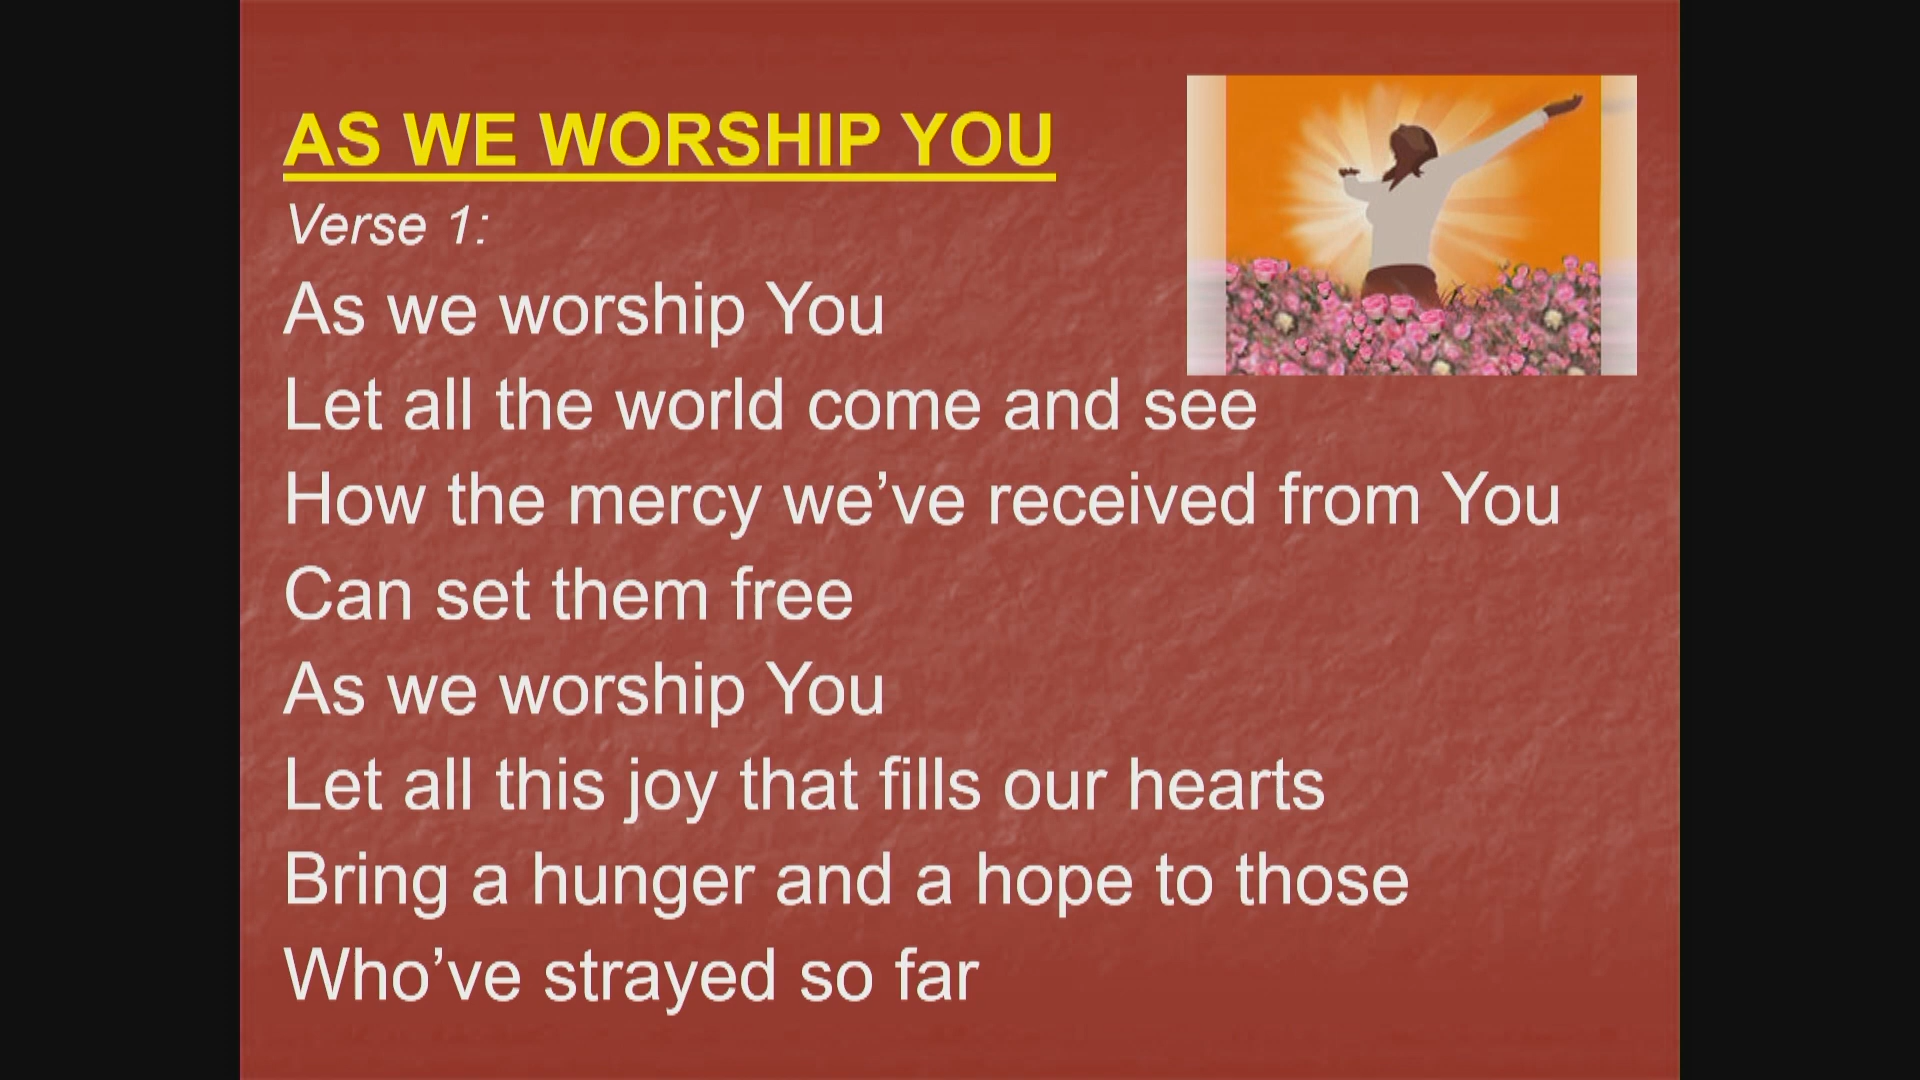 AS WE WORSHIP YOU
Verse 1:
As we worship You
Let all the world come and see
How the mercy we’ve received from You
Can set them free
As we worship You
Let all this joy that fills our hearts
Bring a hunger and a hope to those
Who’ve strayed so far